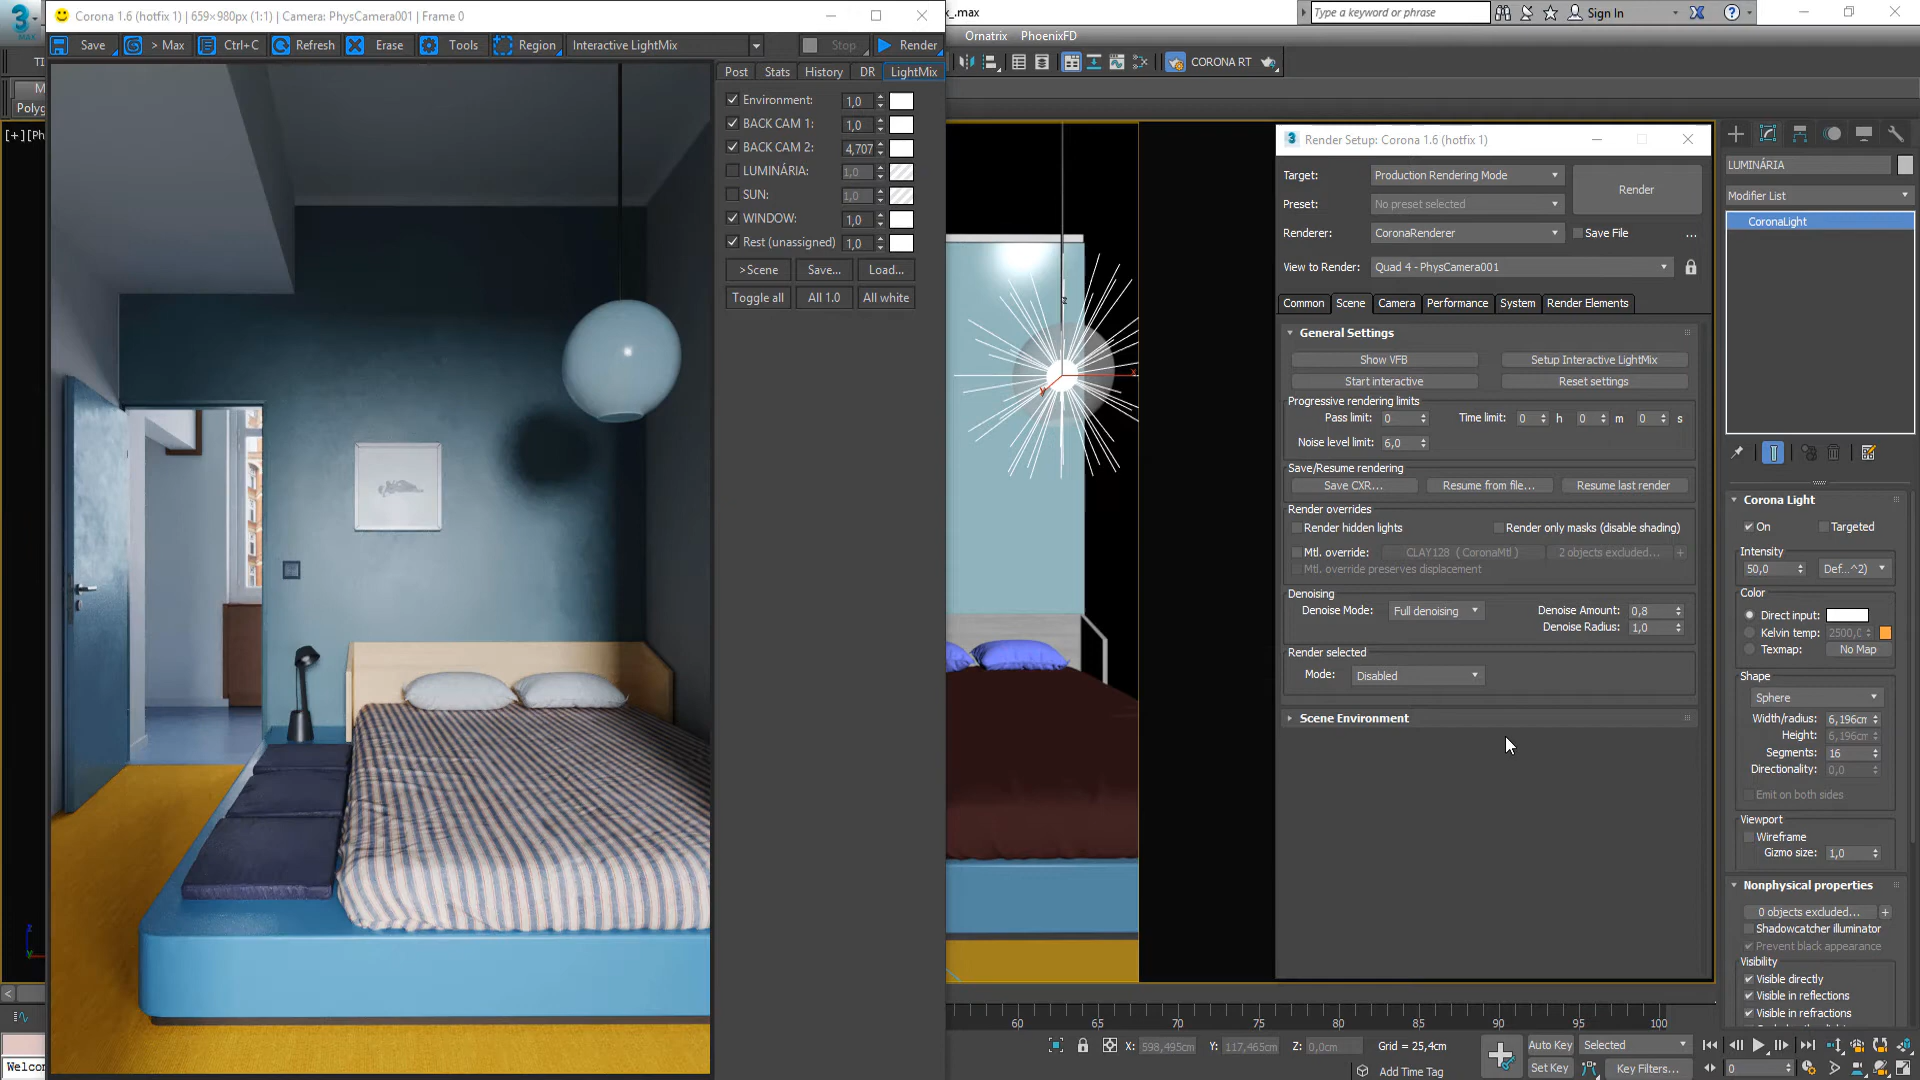 Corona 1.6 (hotfix 1) | 659×980px (1:1) | Camera: PhysCamera001 | Frame 0
x_.max
Type a keyword or phrase
Sign In
Save
> Max
Ctrl+C
Refresh
Erase
Tools
Region
Interactive LightMix
Stop
Render
Ornatrix PhoenixFD
CORONA RT
Post Stats History DR LightMix
Environment: 1,0
BACK CAM 1: 1,0
BACK CAM 2: 4,707
LUMINÁRIA: 1,0
SUN: 1,0
WINDOW: 1,0
Rest (unassigned) 1,0
>Scene Save... Load...
Toggle all All 1.0 All white
[+][Ph
Polyg
Render Setup: Corona 1.6 (hotfix 1)
Target: Production Rendering Mode
Preset: No preset selected
Render
Renderer: CoronaRenderer
Save File ...
View to Render: Quad 4 - PhysCamera001
Common Scene Camera Performance System Render Elements
General Settings
Show VFB Setup Interactive LightMix
Start interactive Reset settings
Progressive rendering limits
Pass limit: 0 Time limit: 0 h 0 m 0 s
Noise level limit: 6,0
Save/Resume rendering
Save CXR... Resume from file... Resume last render
Render overrides
Render hidden lights Render only masks (disable shading)
Mtl. override: CLAY128 ( CoronaMtl ) 2 objects excluded... +
Mtl. override preserves displacement
Denoising
Denoise Mode: Full denoising Denoise Amount: 0,8
Denoise Radius: 1,0
Render selected
Mode: Disabled
Scene Environment
LUMINÁRIA
Modifier List
CoronaLight
Corona Light
On Targeted
Intensity
50,0 Def...^2)
Color
Direct input:
Kelvin temp: 2500,0
Texmap: No Map
Shape
Sphere
Width/radius: 6,196cm
Height: 6,196cm
Segments: 16
Directionality: 0,0
Emit on both sides
Viewport
Wireframe
Gizmo size: 1,0
Nonphysical properties
0 objects excluded... +
Shadowcatcher illuminator
Prevent black appearance
Visibility
Visible directly
Visible in reflections
Visible in refractions
z
x
y
60 65 70 75 80 85 90 95 100
X: 598,495cm Y: 117,465cm Z: 0,0cm Grid = 25,4cm
Auto Key Selected
Set Key Key Filters...
Add Time Tag
0
Welcom